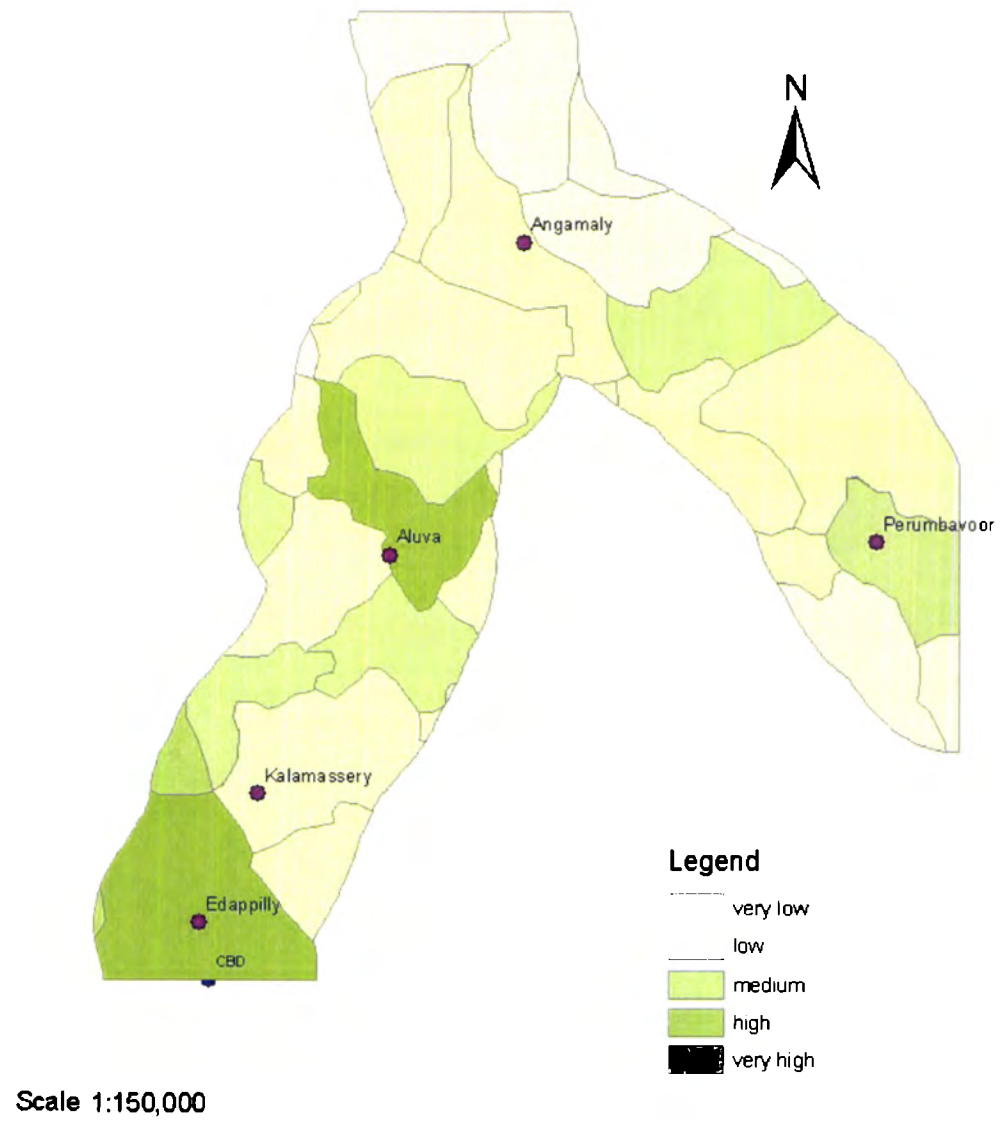 N
Angamaly
Perumbavoor
Aluva
Kalamassery
Edappilly
CBD
Legend
very low
low
medium
high
very high
Scale 1:150,000